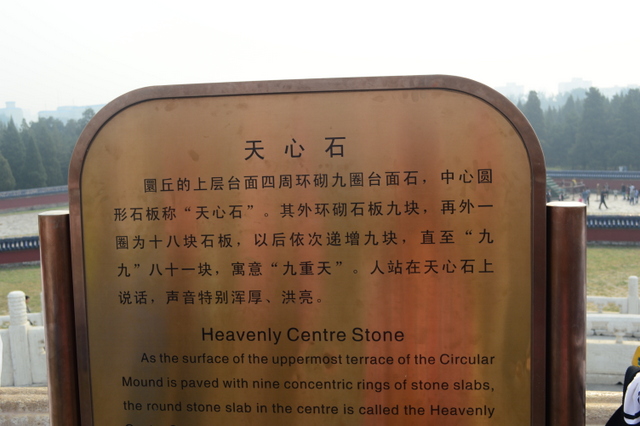 天心石
圜丘的上层台面四周环砌九圈台面石，中心圆
形石板称“天心石”。其外环砌石板九块，再外一
圈为十八块石板，以后依次递增九块，直至“九
九”八十一块，寓意“九重天”。人站在天心石上
说话，声音特别浑厚、洪亮。
Heavenly Centre Stone
As the surface of the uppermost terrace of the Circular
Mound is paved with nine concentric rings of stone slabs,
the round stone slab in the centre is called the Heavenly